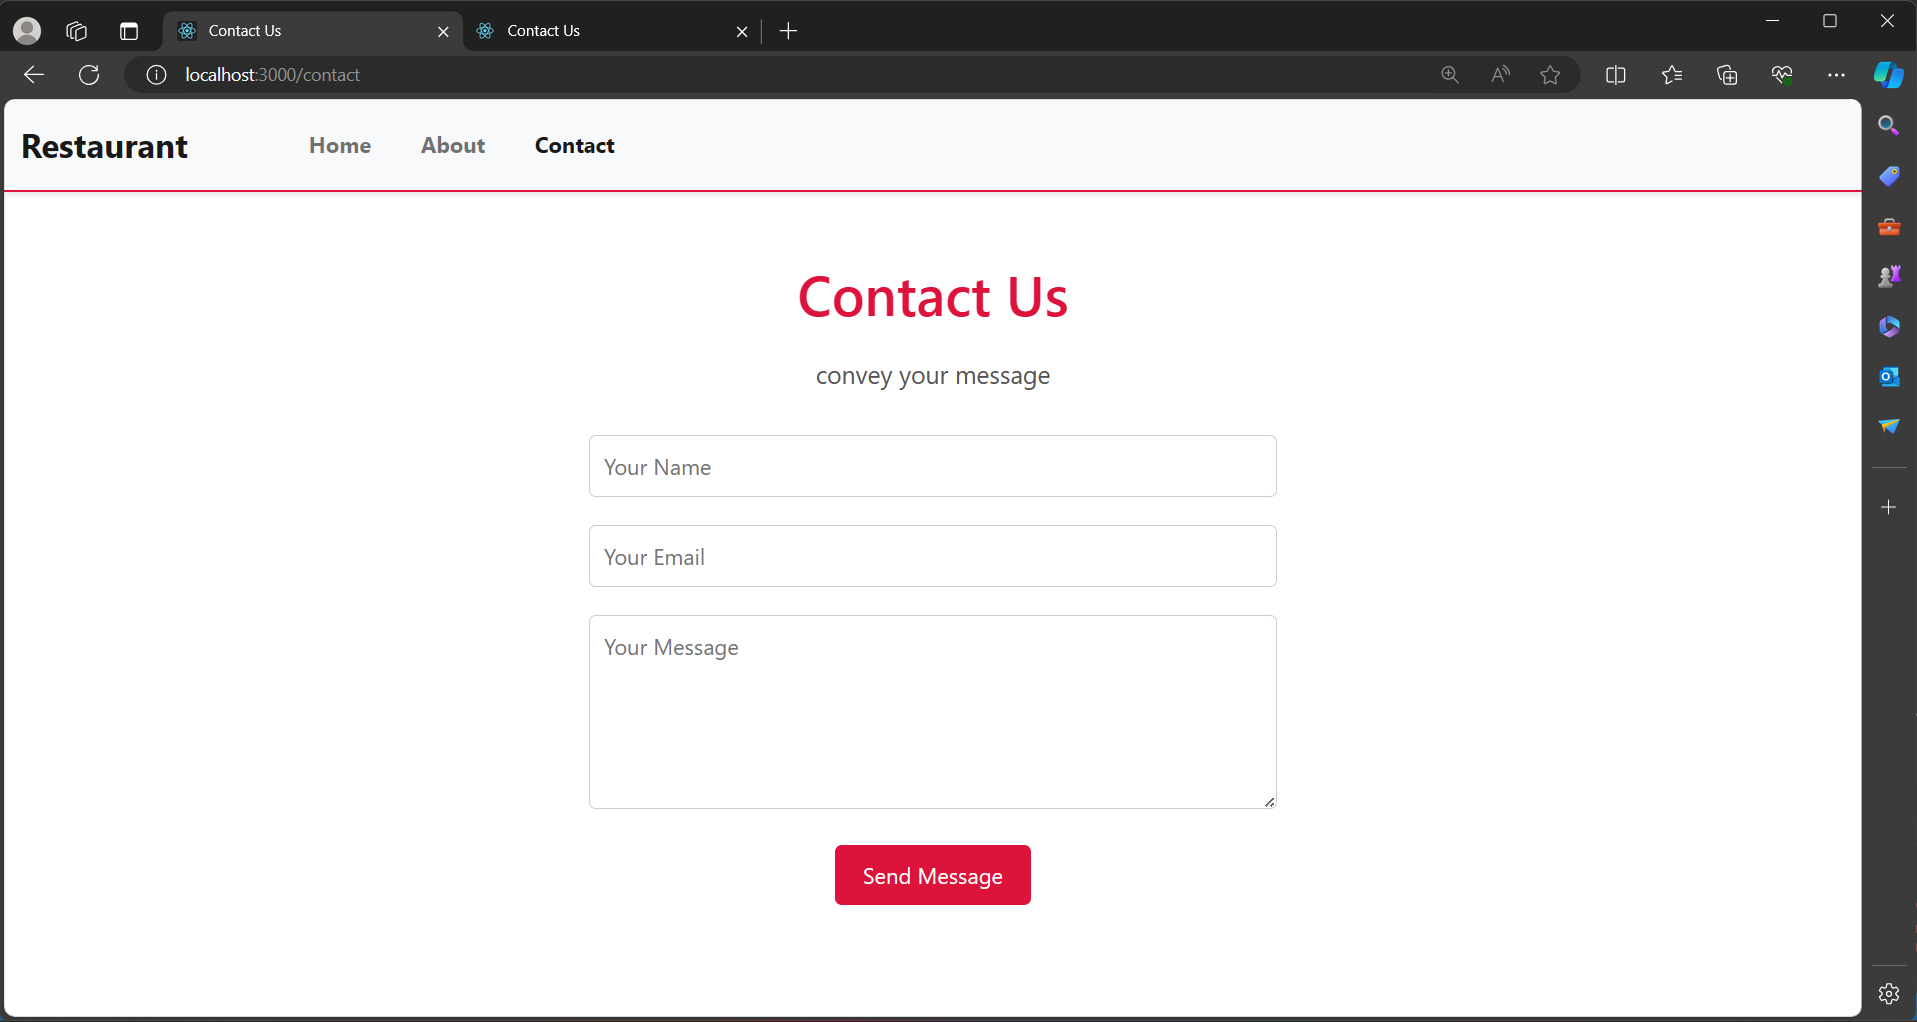 Contact Us
Contact Us
localhost:3000/contact
Restaurant
Home
About
Contact
Contact Us
convey your message
Your Name
Your Email
Your Message
Send Message